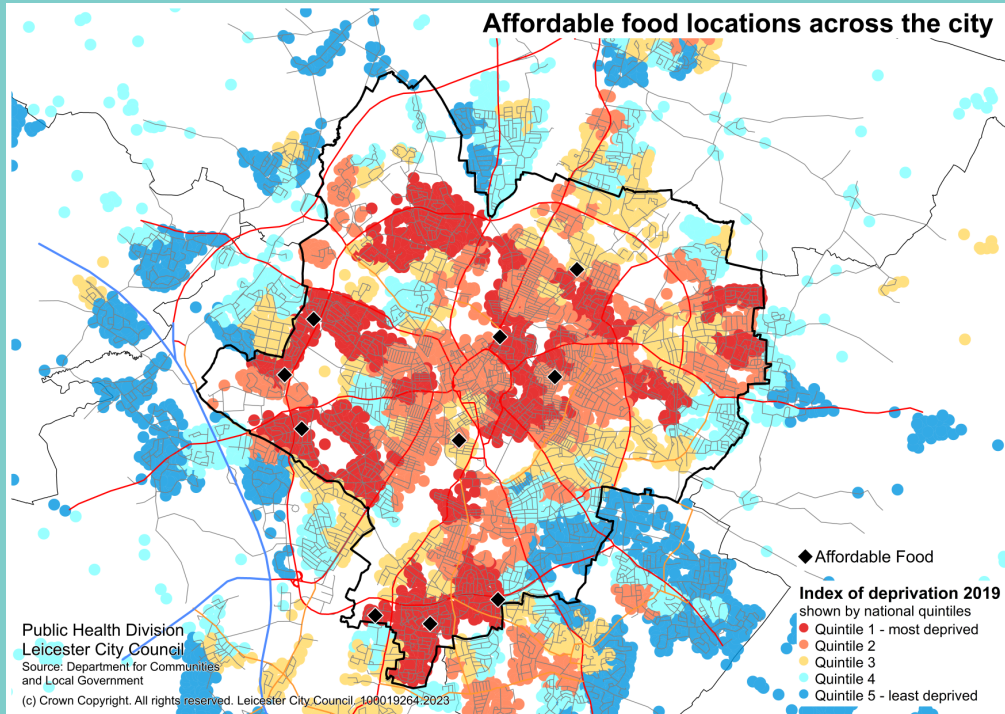 Affordable food locations across the city
Affordable Food
Index of deprivation 2019
shown by national quintiles
Quintile 1 - most deprived
Quintile 2
Quintile 3
Quintile 4
Quintile 5 - least deprived
Public Health Division
Leicester City Council
Source: Department for Communities
and Local Government
(c) Crown Copyright. All rights reserved. Leicester City Council. 100019264.2023